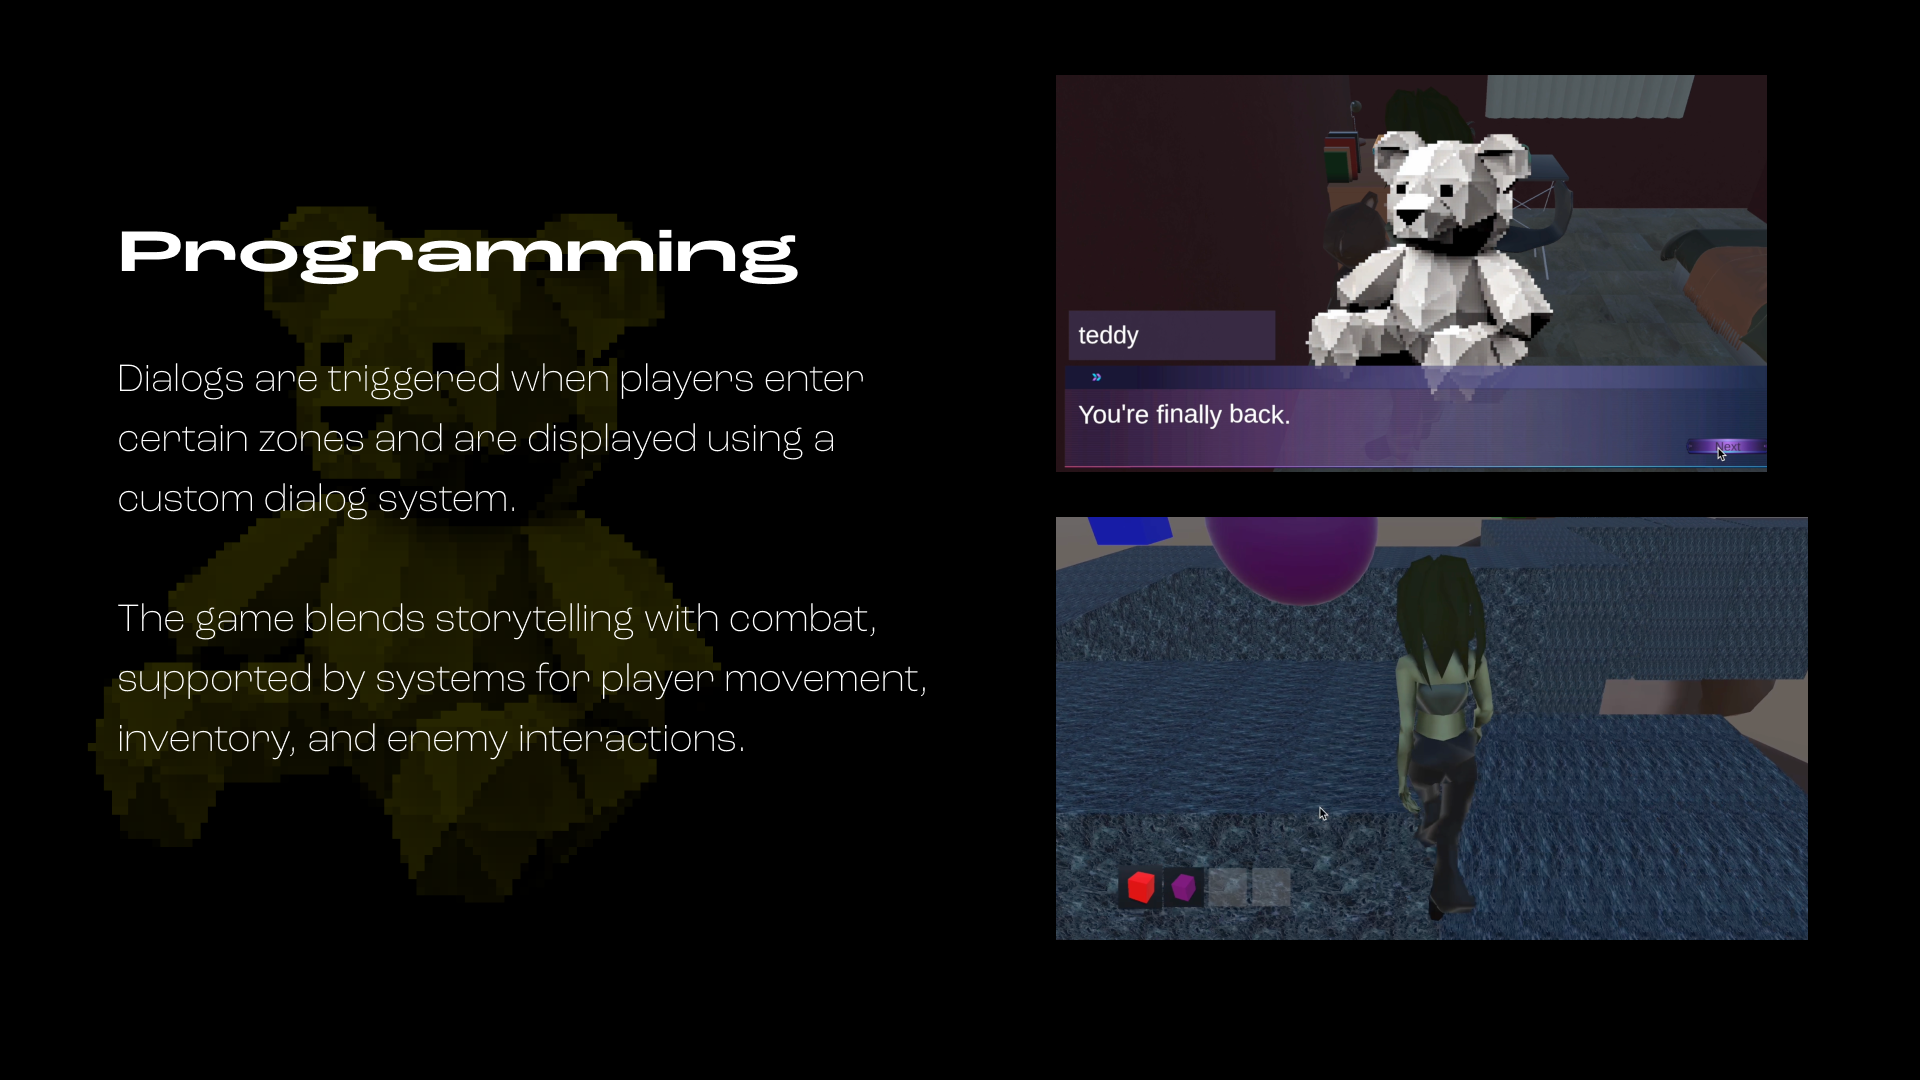 Programming
Dialogs are triggered when players enter
certain zones and are displayed using a
custom dialog system.
The game blends storytelling with combat,
supported by systems for player movement,
inventory, and enemy interactions.
teddy
You're finally back.
Next